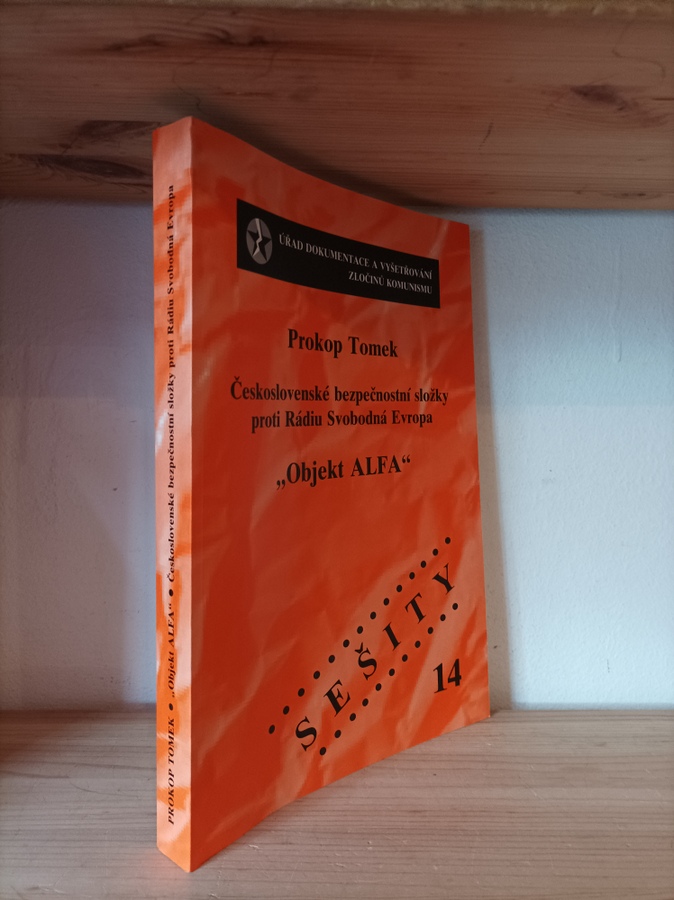 ÚŘAD DOKUMENTACE A VYŠETŘOVÁNÍ
ZLOČINŮ KOMUNISMU
Prokop Tomek
Československé bezpečnostní složky
proti Rádiu Svobodná Evropa
„Objekt ALFA“
SEŠITY
14
PROKOP TOMEK ● „Objekt ALFA“ ● Československé bezpečnostní složky proti Rádiu Svobodná Evropa